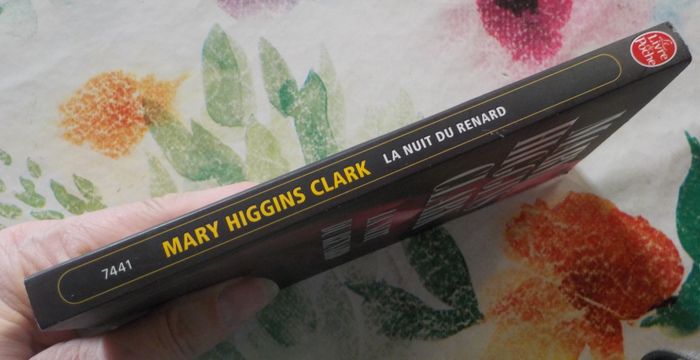 7441 MARY HIGGINS CLARK LA NUIT DU RENARD
Le Livre
de Poche